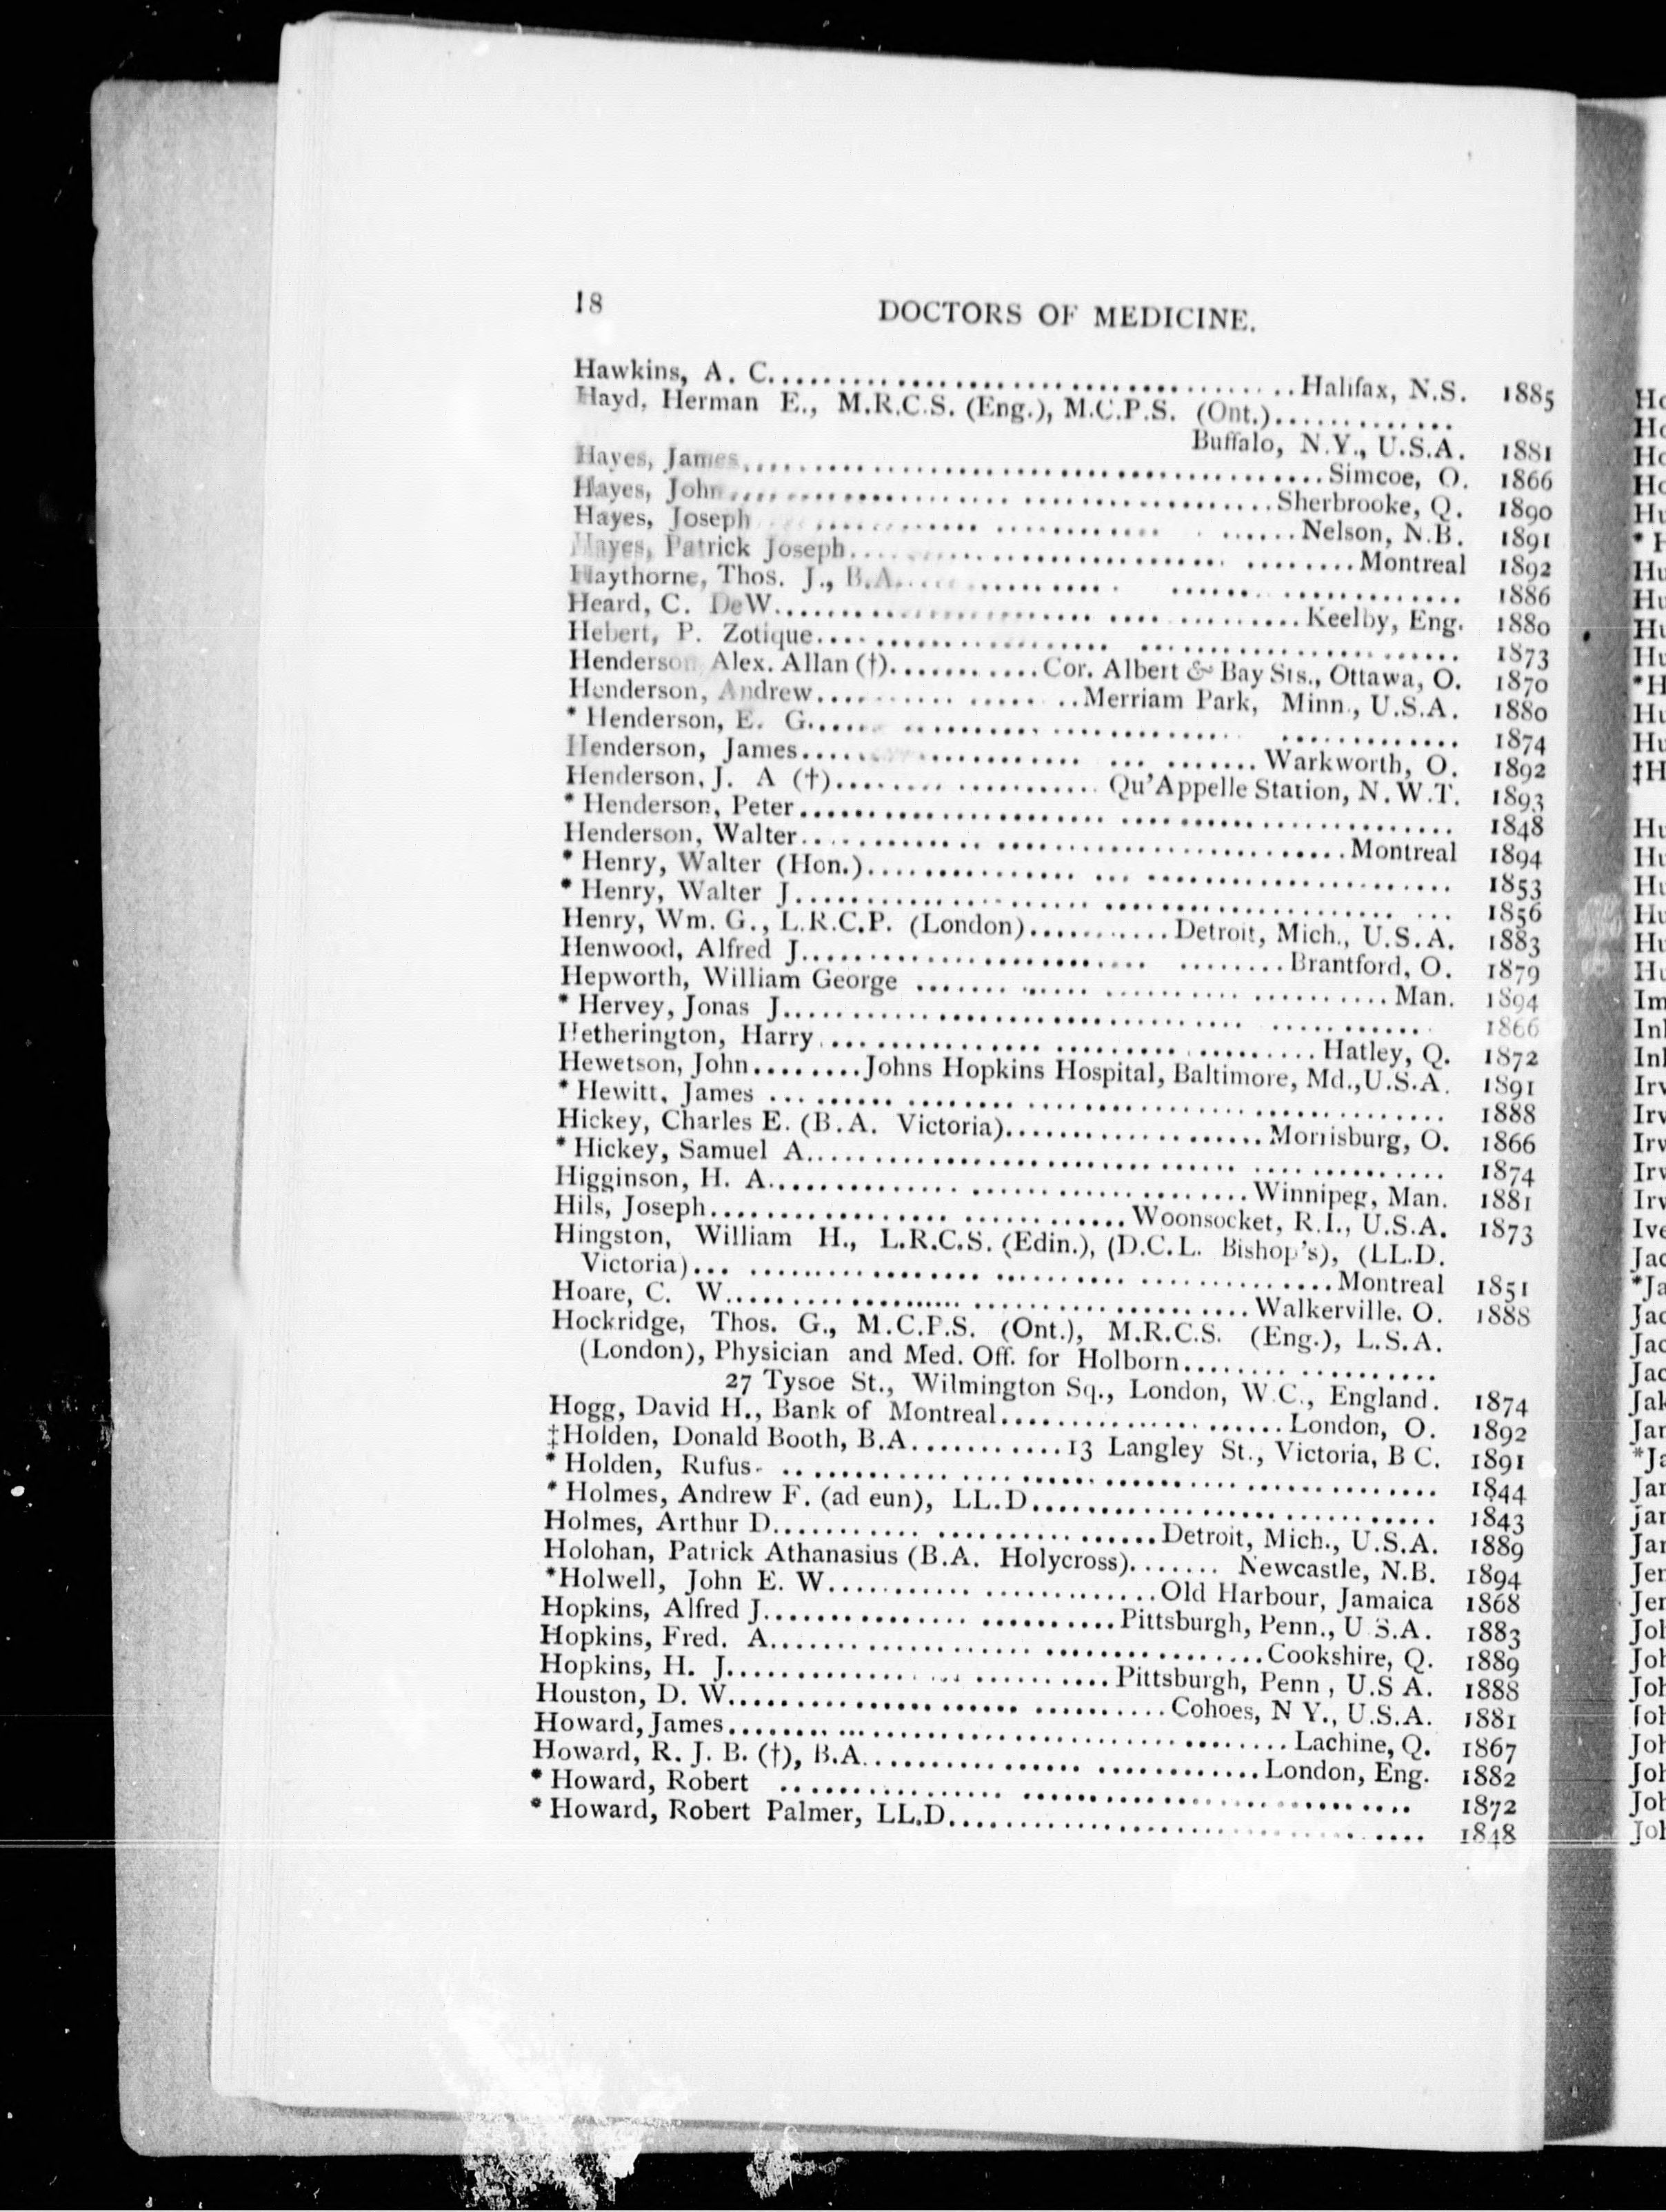 18 DOCTORS OF MEDICINE.
Hawkins, A. C. Halifax, N.S. 1885
Hayd, Herman E., M.R.C.S. (Eng.), M.C.P.S. (Ont.)
Buffalo, N.Y., U.S.A. 1881
Hayes, James Simcoe, O. 1866
Hayes, John Sherbrooke, Q. 1890
Hayes, Joseph Nelson, N.B. 1891
Hayes, Patrick Joseph Montreal 1892
Haythorne, Thos. J., B.A. 1886
Heard, C. DeW. Keelby, Eng. 1880
Hebert, P. Zotique 1873
Henderson Alex. Allan (†) Cor. Albert & Bay Sts., Ottawa, O. 1870
Henderson, Andrew Merriam Park, Minn., U.S.A. 1880
* Henderson, E. G. 1874
Henderson, James Warkworth, O. 1892
Henderson, J. A (†) Qu'Appelle Station, N.W.T. 1893
* Henderson, Peter 1848
Henderson, Walter Montreal 1894
* Henry, Walter (Hon.) 1853
* Henry, Walter J. 1856
Henry, Wm. G., L.R.C.P. (London) Detroit, Mich., U.S.A. 1883
Henwood, Alfred J. Brantford, O. 1879
Hepworth, William George Man. 1894
* Hervey, Jonas J. 1866
Hetherington, Harry Hatley, Q. 1872
Hewetson, John Johns Hopkins Hospital, Baltimore, Md., U.S.A. 1891
* Hewitt, James 1888
Hickey, Charles E. (B.A. Victoria) Morrisburg, O. 1866
* Hickey, Samuel A. 1874
Higginson, H. A. Winnipeg, Man. 1881
Hils, Joseph Woonsocket, R.I., U.S.A. 1873
Hingston, William H., L.R.C.S. (Edin.), (D.C.L. Bishop's), (LL.D.
Victoria) Montreal 1851
Hoare, C. W. Walkerville. O. 1888
Hockridge, Thos. G., M.C.P.S. (Ont.), M.R.C.S. (Eng.), L.S.A.
(London), Physician and Med. Off. for Holborn
27 Tysoe St., Wilmington Sq., London, W.C., England. 1874
Hogg, David H., Bank of Montreal London, O. 1892
‡Holden, Donald Booth, B.A. 13 Langley St., Victoria, B C. 1891
* Holden, Rufus 1844
* Holmes, Andrew F. (ad eun), LL.D. 1843
Holmes, Arthur D. Detroit, Mich., U.S.A. 1889
Holohan, Patrick Athanasius (B.A. Holycross) Newcastle, N.B. 1894
*Holwell, John E. W. Old Harbour, Jamaica 1868
Hopkins, Alfred J. Pittsburgh, Penn., U S.A. 1883
Hopkins, Fred. A. Cookshire, Q. 1889
Hopkins, H. J. Pittsburgh, Penn , U.S A. 1888
Houston, D. W. Cohoes, N Y., U.S.A. 1881
Howard, James Lachine, Q. 1867
Howard, R. J. B. (†), B.A. London, Eng. 1882
* Howard, Robert 1872
* Howard, Robert Palmer, LL.D. 1848